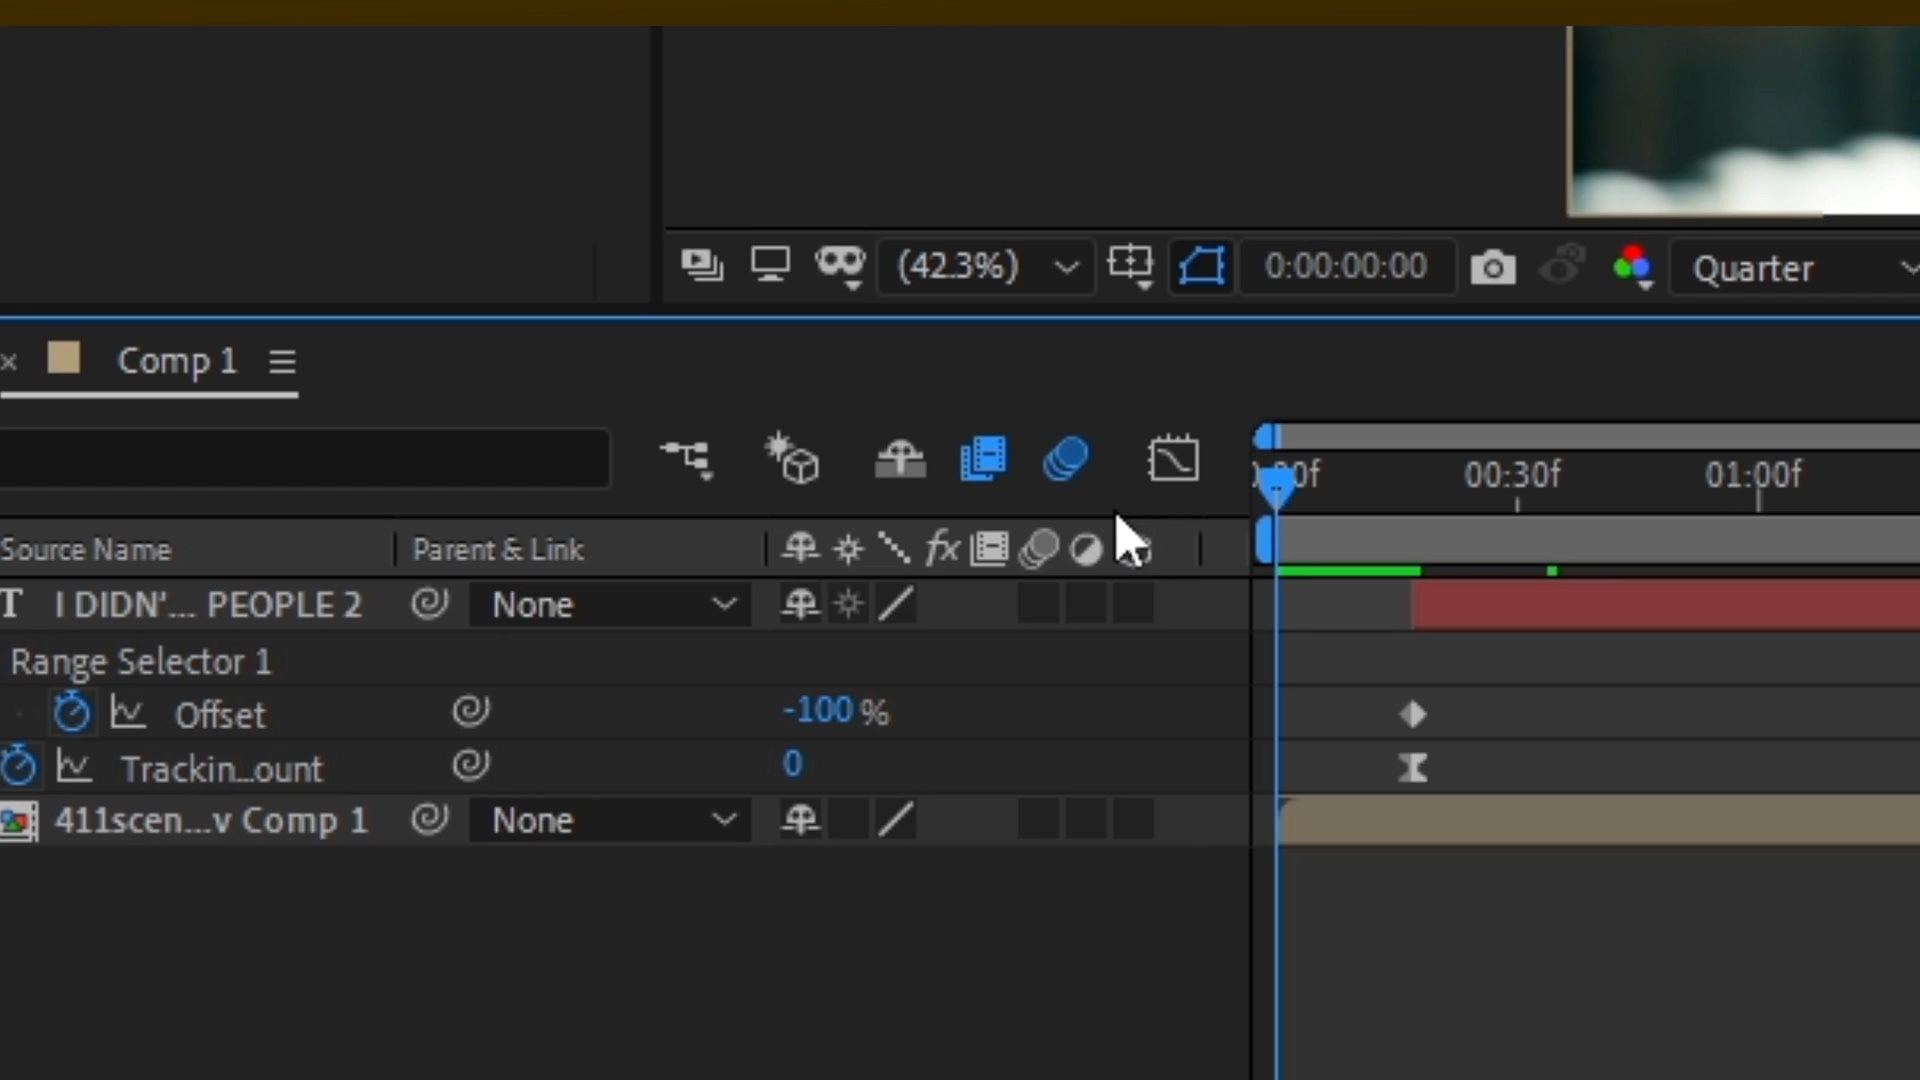 (42.3%) 0:00:00:00 Quarter
Comp 1
00f 00:30f 01:00f
Source Name Parent & Link fx
T I DIDN'... PEOPLE 2 None
Range Selector 1
Offset -100 %
Trackin...ount 0
411scen...v Comp 1 None